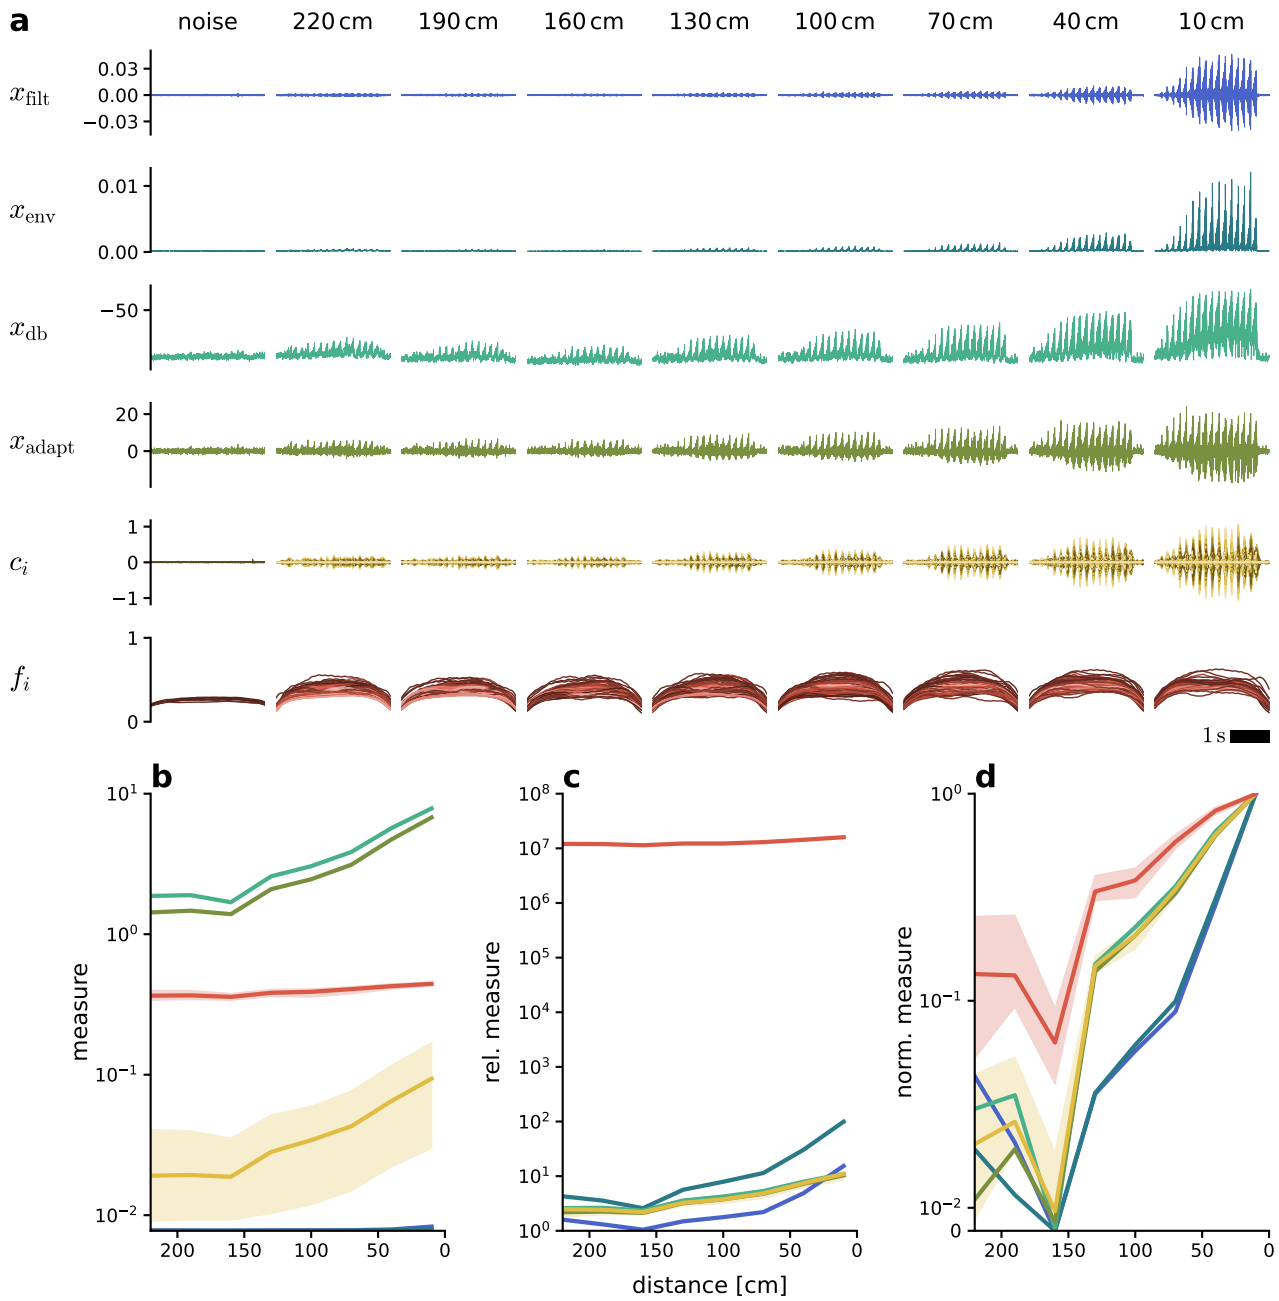 a noise 220 cm 190 cm 160 cm 130 cm 100 cm 70 cm 40 cm 10 cm
x_filt 0.03 0.00 −0.03
x_env 0.01 0.00
x_db −50
x_adapt 20 0
c_i 1 0 −1
f_i 1 0
1 s
b
measure
10^1 10^0 10^−1 10^−2
200 150 100 50 0
c
rel. measure
10^8 10^7 10^6 10^5 10^4 10^3 10^2 10^1 10^0
200 150 100 50 0
distance [cm]
d
norm. measure
10^0 10^−1 10^−2 0
200 150 100 50 0